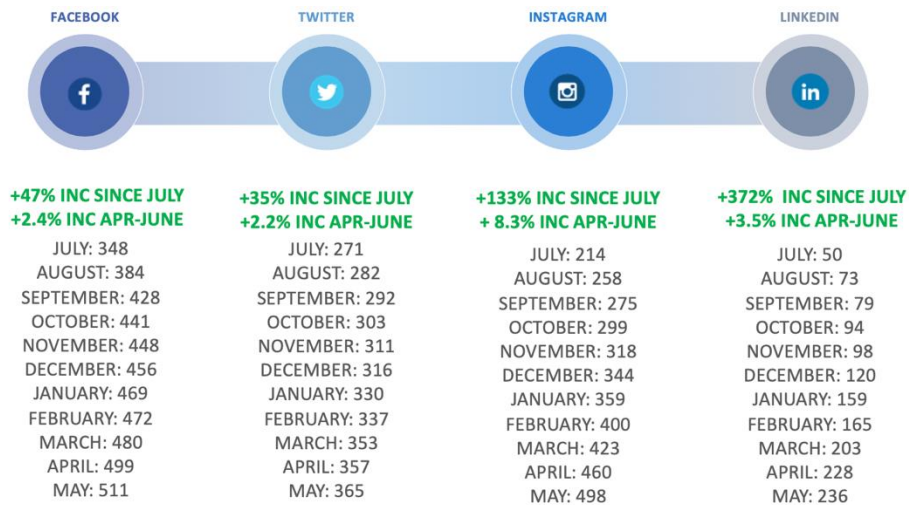 FACEBOOK
TWITTER
INSTAGRAM
LINKEDIN
f
in
+47% INC SINCE JULY
+2.4% INC APR-JUNE
JULY: 348
AUGUST: 384
SEPTEMBER: 428
OCTOBER: 441
NOVEMBER: 448
DECEMBER: 456
JANUARY: 469
FEBRUARY: 472
MARCH: 480
APRIL: 499
MAY: 511
+35% INC SINCE JULY
+2.2% INC APR-JUNE
JULY: 271
AUGUST: 282
SEPTEMBER: 292
OCTOBER: 303
NOVEMBER: 311
DECEMBER: 316
JANUARY: 330
FEBRUARY: 337
MARCH: 353
APRIL: 357
MAY: 365
+133% INC SINCE JULY
+ 8.3% INC APR-JUNE
JULY: 214
AUGUST: 258
SEPTEMBER: 275
OCTOBER: 299
NOVEMBER: 318
DECEMBER: 344
JANUARY: 359
FEBRUARY: 400
MARCH: 423
APRIL: 460
MAY: 498
+372% INC SINCE JULY
+3.5% INC APR-JUNE
JULY: 50
AUGUST: 73
SEPTEMBER: 79
OCTOBER: 94
NOVEMBER: 98
DECEMBER: 120
JANUARY: 159
FEBRUARY: 165
MARCH: 203
APRIL: 228
MAY: 236